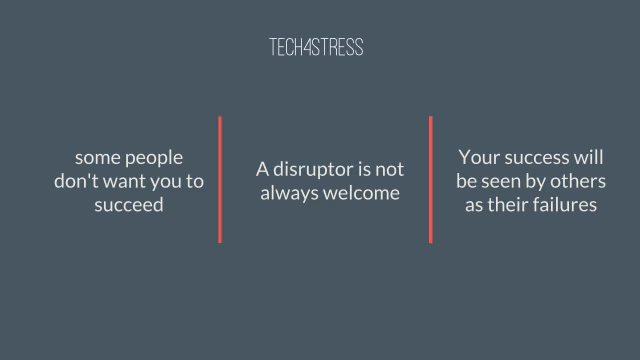 TECH4STRESS
some people
don't want you to
succeed
A disruptor is not
always welcome
Your success will
be seen by others
as their failures